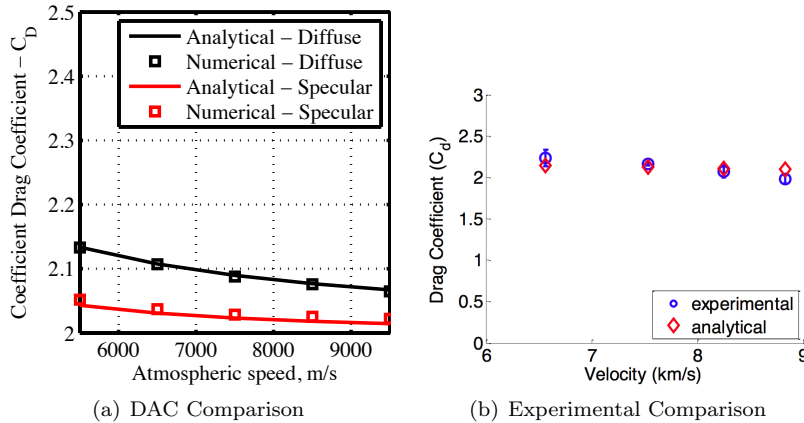 2.5
2.4
2.3
2.2
2.1
2
Coefficient Drag Coefficient – C_D
Analytical – Diffuse
Numerical – Diffuse
Analytical – Specular
Numerical – Specular
6000 7000 8000 9000
Atmospheric speed, m/s
(a) DAC Comparison
3
2.5
2
1.5
1
0.5
0
Drag Coefficient (C_d)
experimental
analytical
6 7 8 9
Velocity (km/s)
(b) Experimental Comparison